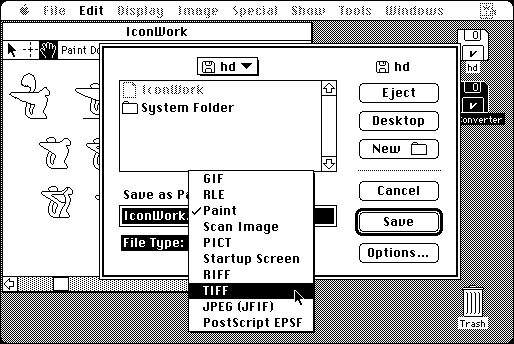 File Edit Display Image Special Show Tools Windows
IconWork
Paint Do
hd
hd
hd
IconWork
System Folder
Eject
Desktop
New
onverter
Save as Pa
IconWork.
File Type:
GIF
RLE
Paint
Scan Image
PICT
Startup Screen
RIFF
TIFF
JPEG (JFIF)
PostScript EPSF
Cancel
Save
Options...
Trash